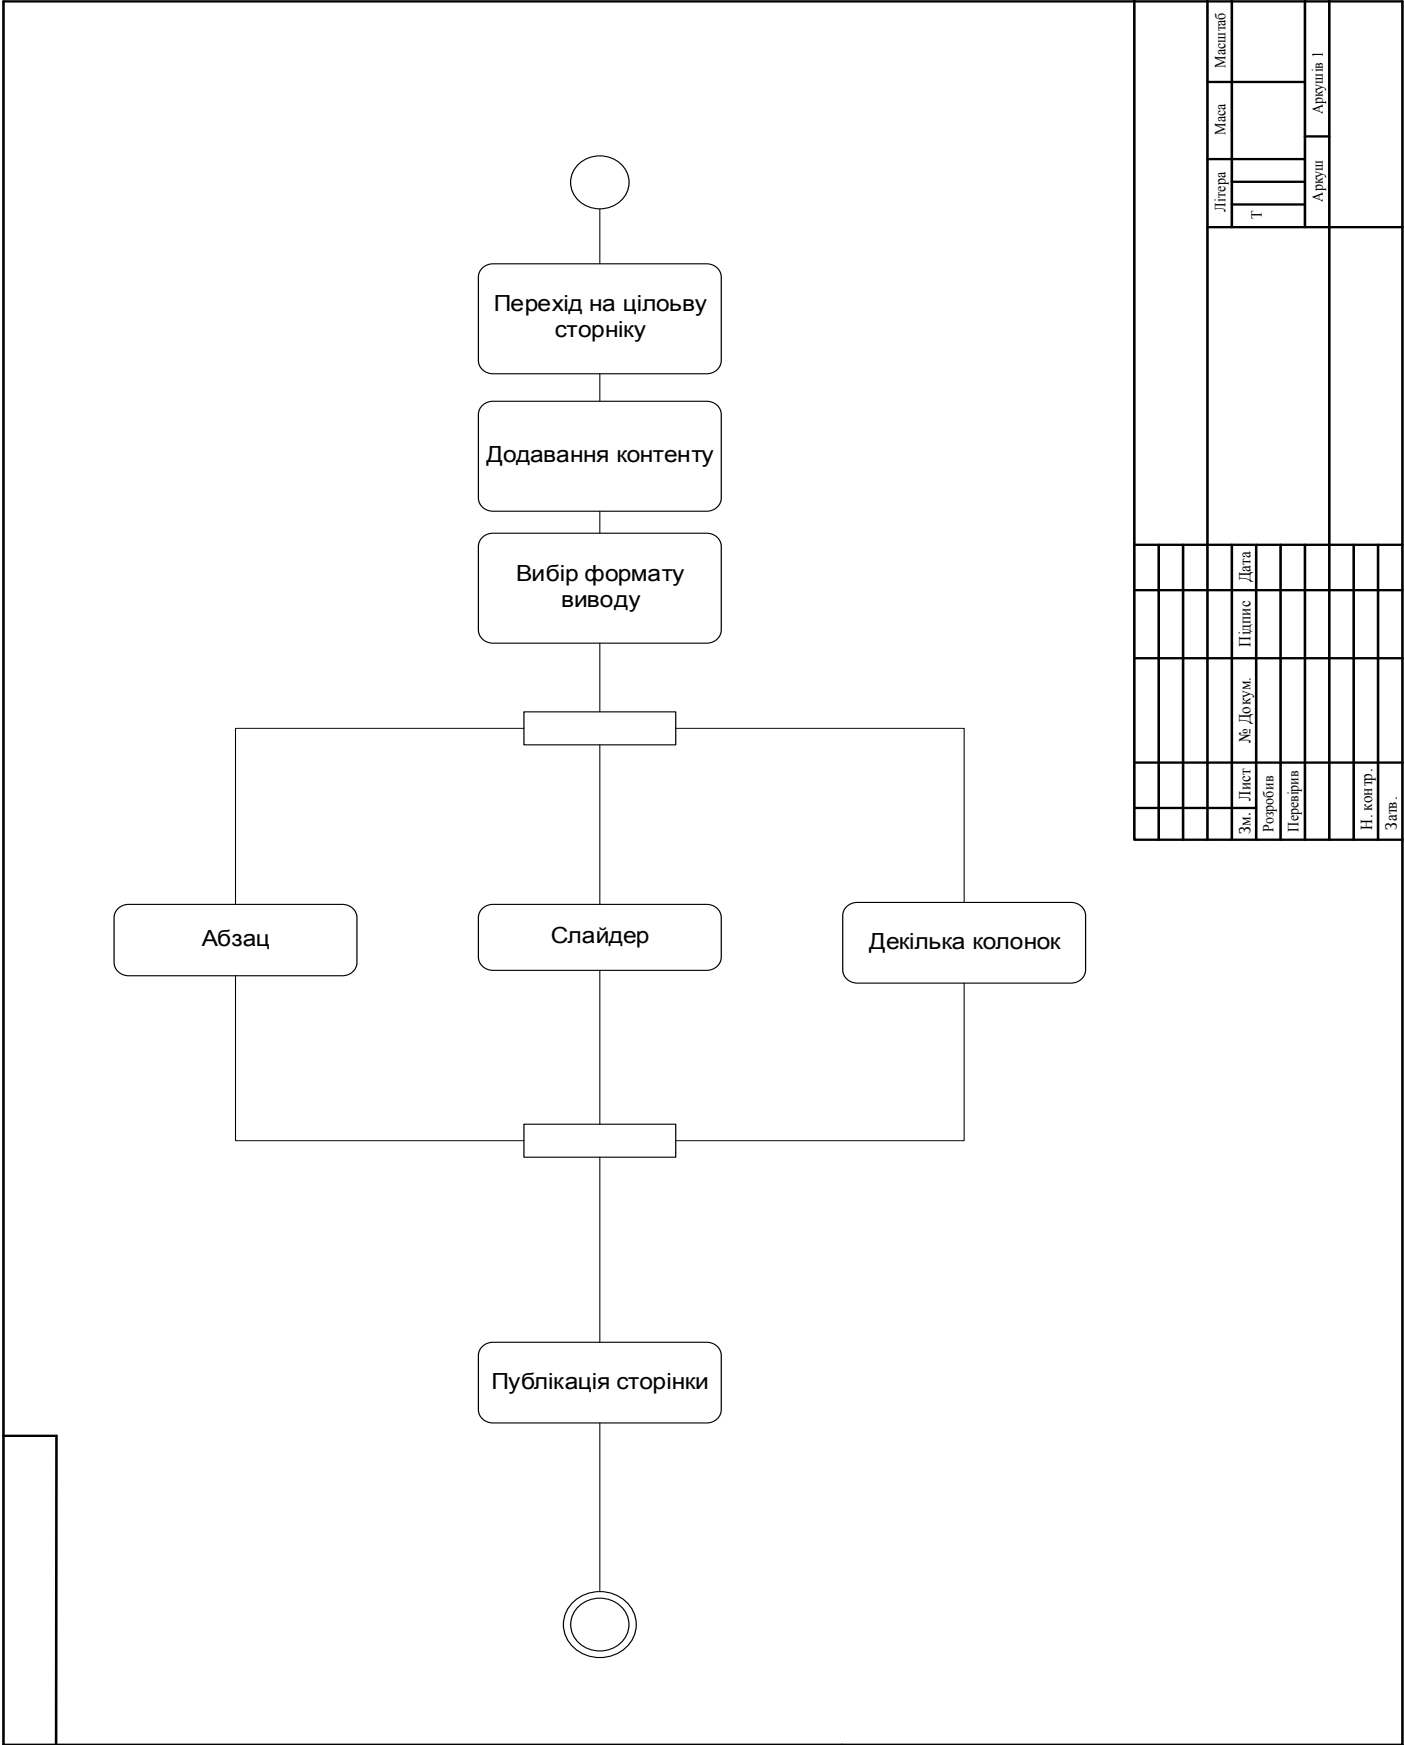 Перехід на цілоьву
сторніку
Додавання контенту
Вибір формату
виводу
Абзац
Слайдер
Декілька колонок
Публікація сторінки
Зм.
Лист
№ Докум.
Підпис
Дата
Розробив
Перевірив
Н. контр.
Затв.
Літера
Маса
Масштаб
Т
Аркуш
Аркушів 1